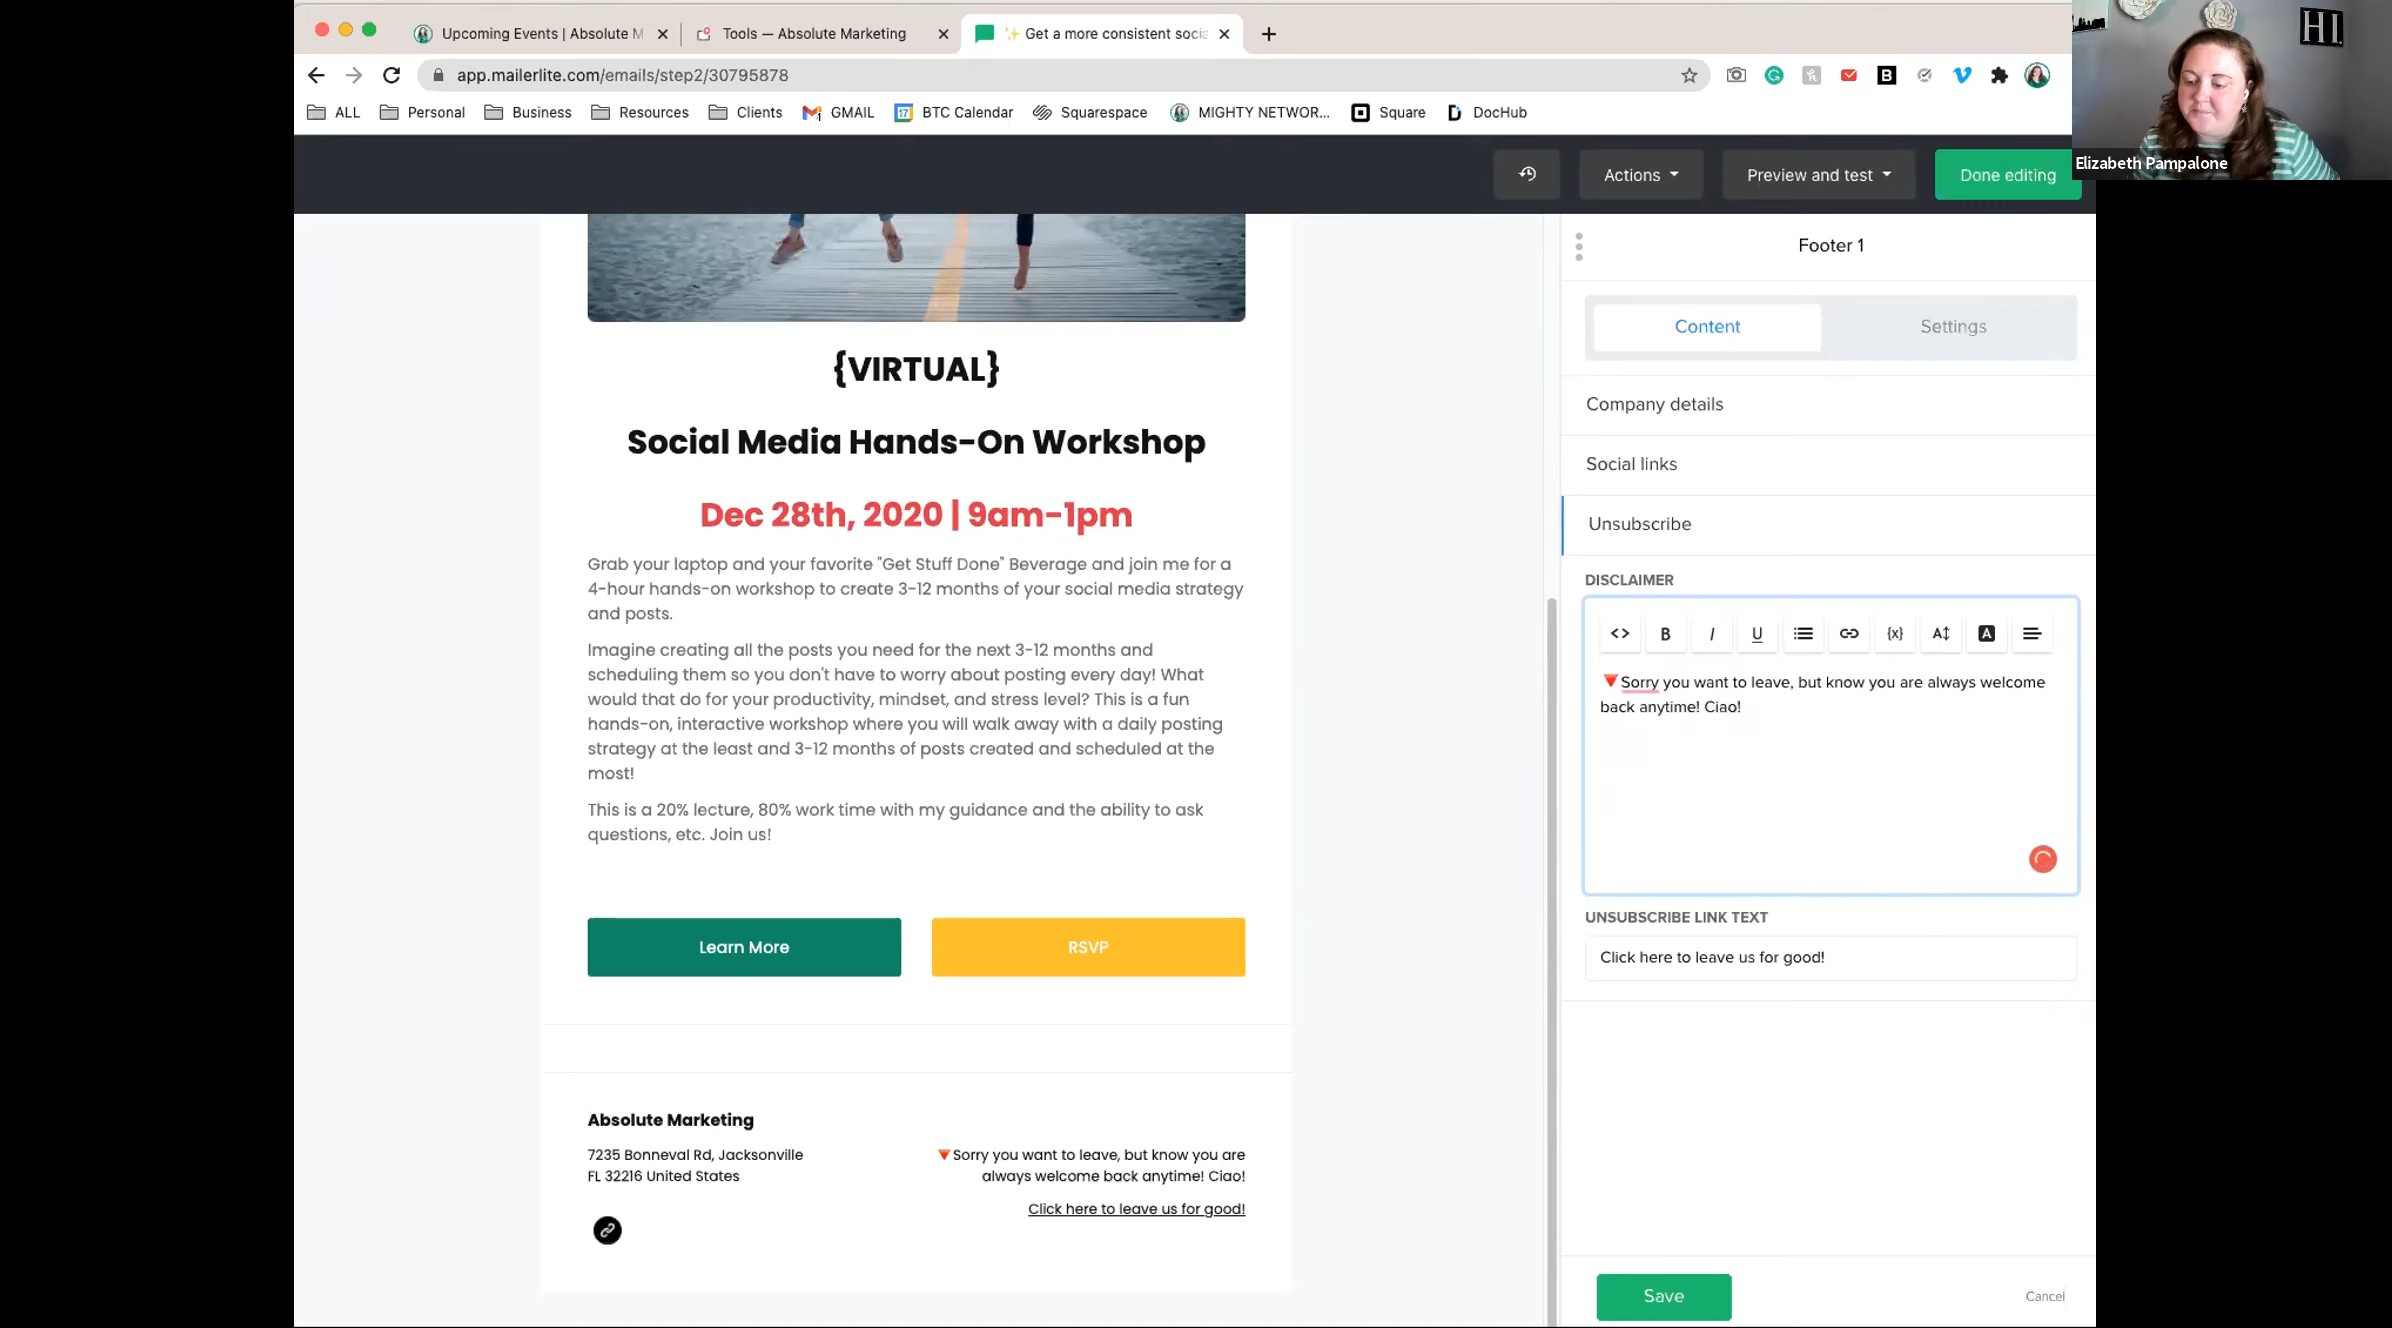 Upcoming Events | Absolute M
Tools — Absolute Marketing
✨ Get a more consistent socia
app.mailerlite.com/emails/step2/30795878
ALL Personal Business Resources Clients GMAIL BTC Calendar Squarespace MIGHTY NETWOR... Square DocHub
HI.
Elizabeth Pampalone
Actions Preview and test Done editing
{VIRTUAL}
Social Media Hands-On Workshop
Dec 28th, 2020 | 9am-1pm
Grab your laptop and your favorite "Get Stuff Done" Beverage and join me for a
4-hour hands-on workshop to create 3-12 months of your social media strategy
and posts.
Imagine creating all the posts you need for the next 3-12 months and
scheduling them so you don't have to worry about posting every day! What
would that do for your productivity, mindset, and stress level? This is a fun
hands-on, interactive workshop where you will walk away with a daily posting
strategy at the least and 3-12 months of posts created and scheduled at the
most!
This is a 20% lecture, 80% work time with my guidance and the ability to ask
questions, etc. Join us!
Learn More RSVP
Absolute Marketing
7235 Bonneval Rd, Jacksonville
FL 32216 United States
🔻Sorry you want to leave, but know you are
always welcome back anytime! Ciao!
Click here to leave us for good!
Footer 1
Content Settings
Company details
Social links
Unsubscribe
DISCLAIMER
<> B I U {x} A↕ A
🔻Sorry you want to leave, but know you are always welcome
back anytime! Ciao!
UNSUBSCRIBE LINK TEXT
Click here to leave us for good!
Save Cancel